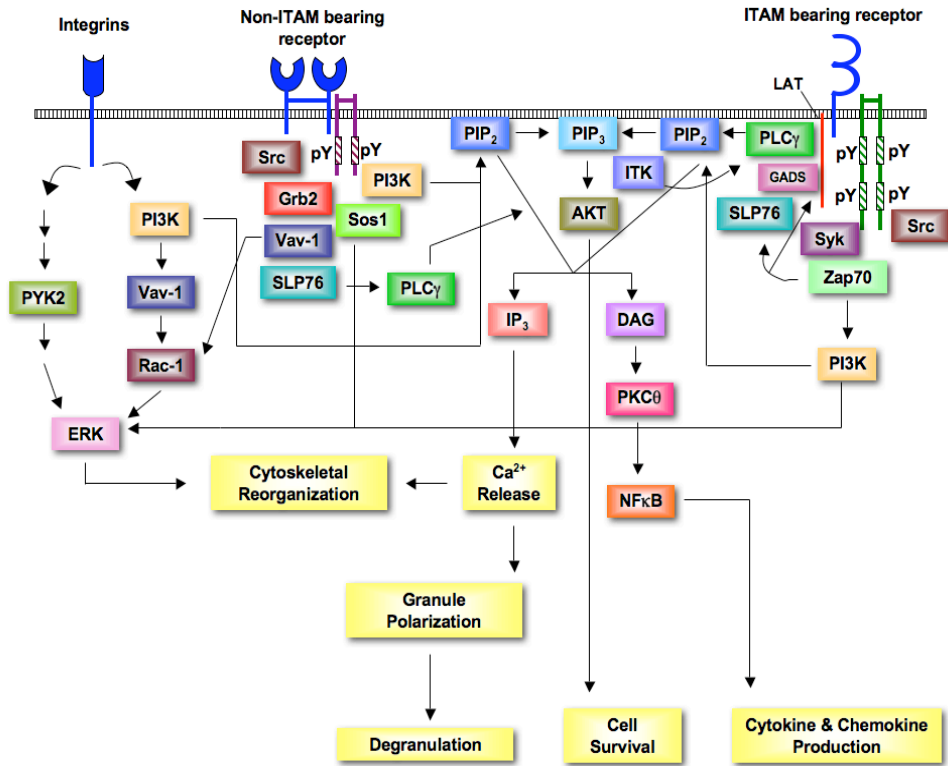 Integrins
Non-ITAM bearing
receptor
ITAM bearing receptor
LAT
Src
pY
pY
PI3K
Grb2
Sos1
Vav-1
SLP76
PLCγ
PIP₂
PIP₃
PIP₂
PLCγ
ITK
AKT
GADS
SLP76
pY
pY
pY
pY
Syk
Src
Zap70
PI3K
PI3K
PYK2
Vav-1
Rac-1
ERK
IP₃
DAG
PKCθ
NFκB
Cytoskeletal
Reorganization
Ca²⁺
Release
Granule
Polarization
Degranulation
Cell
Survival
Cytokine & Chemokine
Production